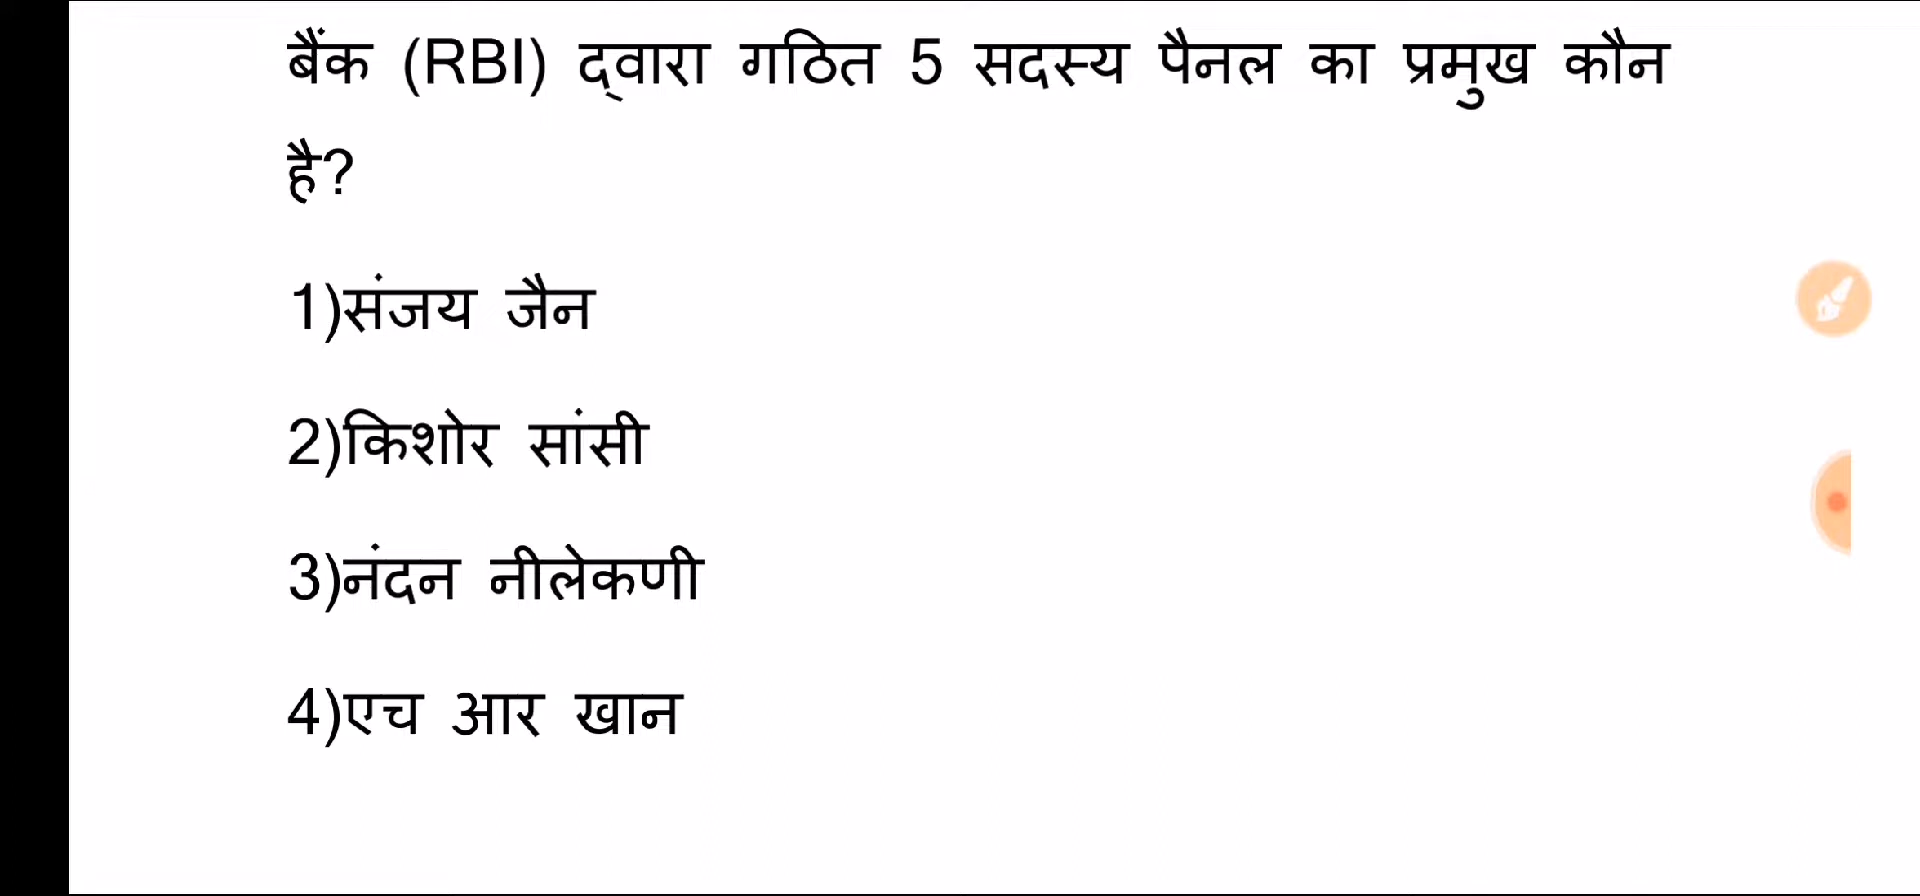 बैंक (RBI) द्वारा गठित 5 सदस्य पैनल का प्रमुख कौन
है?
1)संजय जैन
2)किशोर सांसी
3)नंदन नीलेकणी
4)एच आर खान